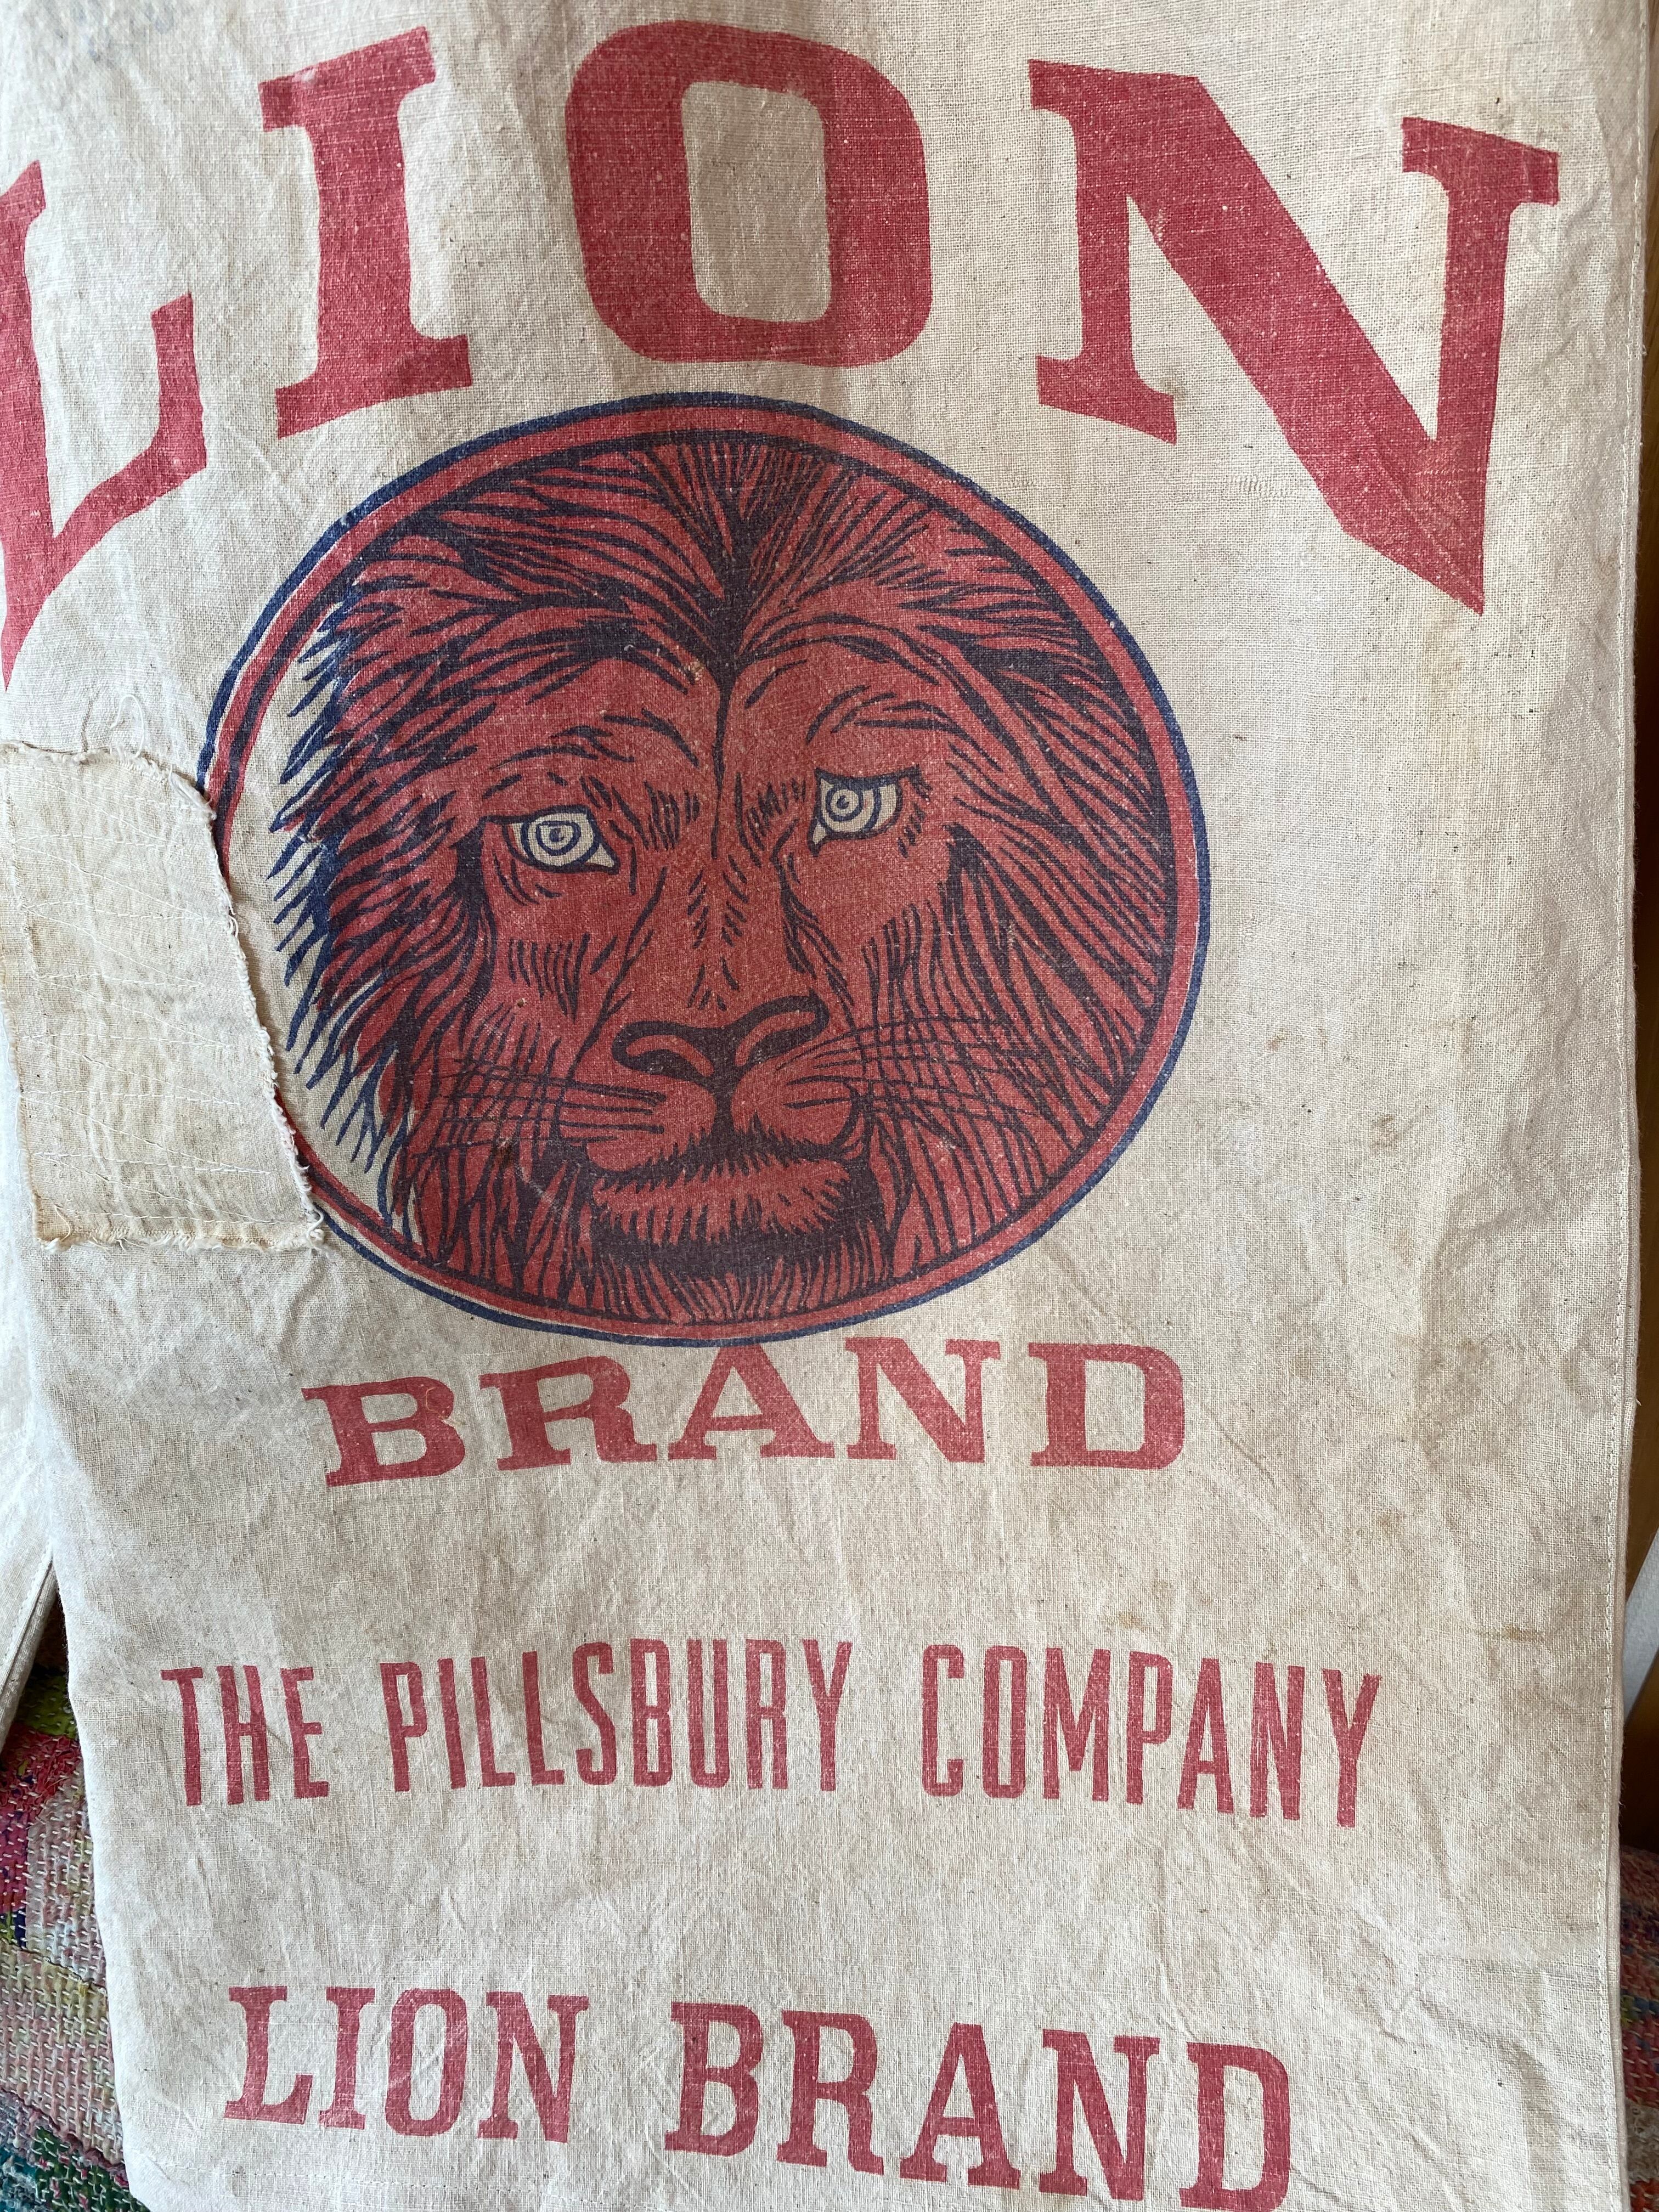 LION
BRAND
THE PILLSBURY COMPANY
LION BRAND